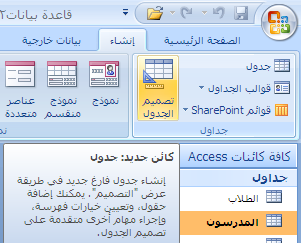 قاعدة بيانات٢
الصفحة الرئيسية
إنشاء
بيانات خارجية
جدول
قوالب الجداول
قوائم SharePoint
تصميم
الجدول
نموذج
نموذج
منقسم
عناصر
متعددة
جداول
نم
كافة كائنات Access
جداول
الطلاب
المدرسون
كائن جديد: جدول
إنشاء جدول فارغ جديد في طريقة
عرض "التصميم". يمكنك إضافة
حقول، وتعيين خيارات فهرسة،
وإجراء مهام أخرى متقدمة على
تصميم الجدول.